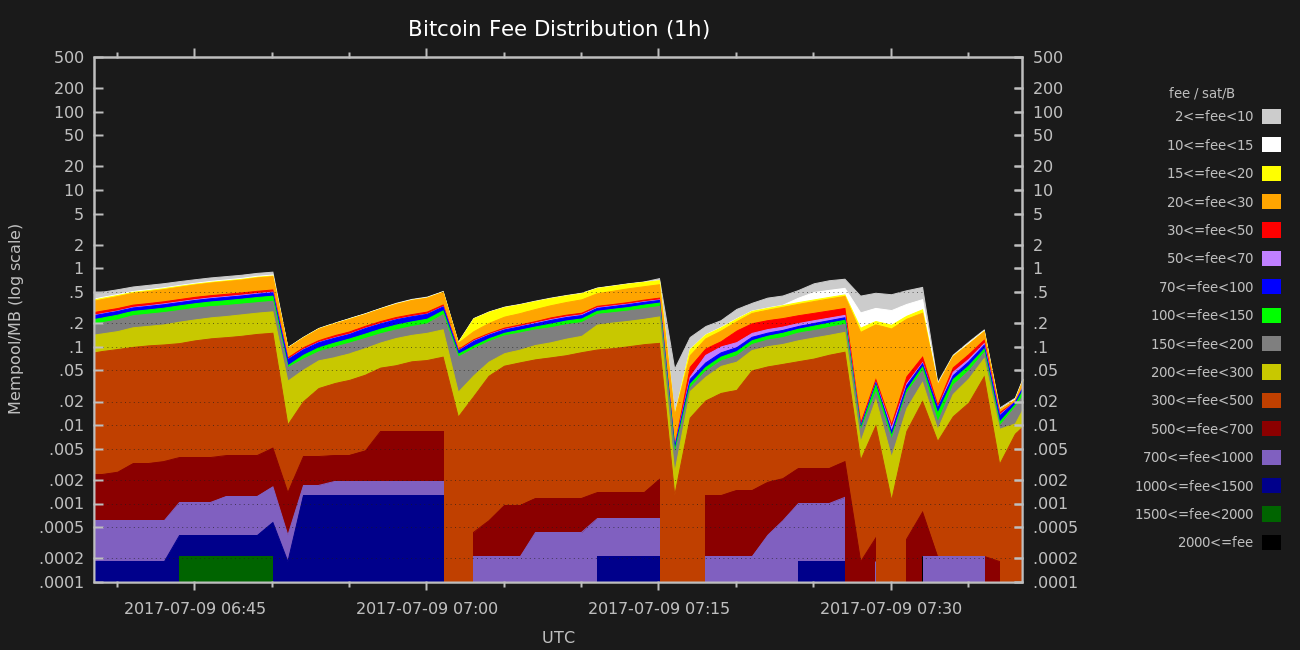 Bitcoin Fee Distribution (1h)
Mempool/MB (log scale)
500
200
100
50
20
10
5
2
1
.5
.2
.1
.05
.02
.01
.005
.002
.001
.0005
.0002
.0001
500
200
100
50
20
10
5
2
1
.5
.2
.1
.05
.02
.01
.005
.002
.001
.0005
.0002
.0001
2017-07-09 06:45
2017-07-09 07:00
2017-07-09 07:15
2017-07-09 07:30
UTC
fee / sat/B
2<=fee<10
10<=fee<15
15<=fee<20
20<=fee<30
30<=fee<50
50<=fee<70
70<=fee<100
100<=fee<150
150<=fee<200
200<=fee<300
300<=fee<500
500<=fee<700
700<=fee<1000
1000<=fee<1500
1500<=fee<2000
2000<=fee